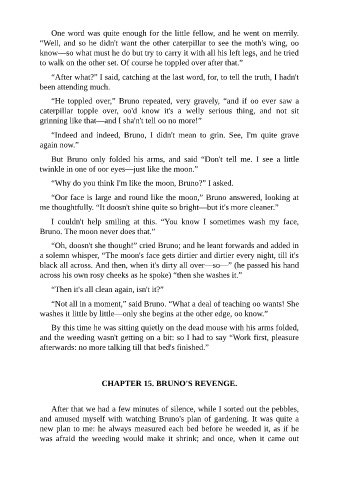 One word was quite enough for the little fellow, and he went on merrily.
“Well, and so he didn't want the other caterpillar to see the moth's wing, oo
know—so what must he do but try to carry it with all his left legs, and he tried
to walk on the other set. Of course he toppled over after that.”
“After what?” I said, catching at the last word, for, to tell the truth, I hadn't
been attending much.
“He toppled over,” Bruno repeated, very gravely, “and if oo ever saw a
caterpillar topple over, oo'd know it's a welly serious thing, and not sit
grinning like that—and I sha'n't tell oo no more!”
“Indeed and indeed, Bruno, I didn't mean to grin. See, I'm quite grave
again now.”
But Bruno only folded his arms, and said “Don't tell me. I see a little
twinkle in one of oor eyes—just like the moon.”
“Why do you think I'm like the moon, Bruno?” I asked.
“Oor face is large and round like the moon,” Bruno answered, looking at
me thoughtfully. “It doosn't shine quite so bright—but it's more cleaner.”
I couldn't help smiling at this. “You know I sometimes wash my face,
Bruno. The moon never does that.”
“Oh, doosn't she though!” cried Bruno; and he leant forwards and added in
a solemn whisper, “The moon's face gets dirtier and dirtier every night, till it's
black all across. And then, when it's dirty all over—so—” (he passed his hand
across his own rosy cheeks as he spoke) “then she washes it.”
“Then it's all clean again, isn't it?”
“Not all in a moment,” said Bruno. “What a deal of teaching oo wants! She
washes it little by little—only she begins at the other edge, oo know.”
By this time he was sitting quietly on the dead mouse with his arms folded,
and the weeding wasn't getting on a bit: so I had to say “Work first, pleasure
afterwards: no more talking till that bed's finished.”
CHAPTER 15. BRUNO'S REVENGE.
After that we had a few minutes of silence, while I sorted out the pebbles,
and amused myself with watching Bruno's plan of gardening. It was quite a
new plan to me: he always measured each bed before he weeded it, as if he
was afraid the weeding would make it shrink; and once, when it came out